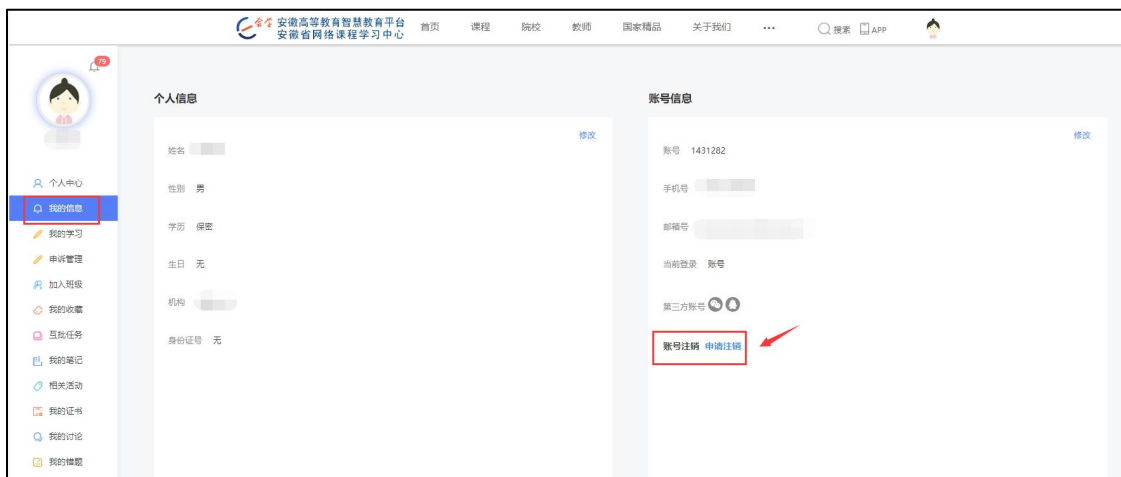 会学 安徽高等教育智慧教育平台
安徽省网络课程学习中心
首页 课程 院校 教师 国家精品 关于我们 ••• 搜索 APP
79
个人中心
我的信息
我的学习
申诉管理
加入班级
我的收藏
互批任务
我的笔记
相关活动
我的证书
我的讨论
我的错题
个人信息
修改
姓名
性别 男
学历 保密
生日 无
机构
身份证号 无
账号信息
修改
账号 1431282
手机号
邮箱号
当前登录 账号
第三方账号
账号注销 申请注销